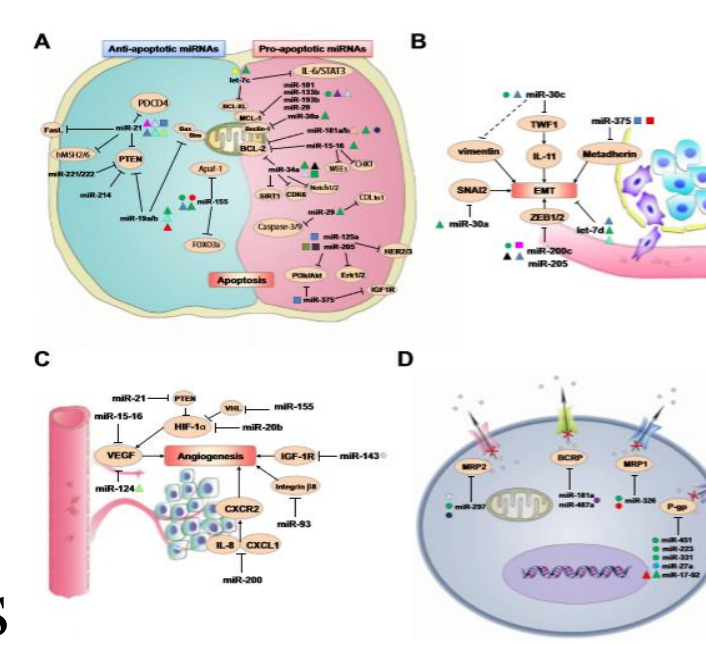 A
Anti-apoptotic miRNAs
Pro-apoptotic miRNAs
let-7c
IL-6/STAT3
BCL-XL
miR-101
miR-133b
miR-193b
miR-29
MCL-1
miR-30a
Beclin-1
PDCD4
FasL
miR-21
Bax
Bim
miR-181a/b
BCL-2
miR-15-16
hMSH2/6
PTEN
WEE1
CHK1
miR-221/222
Apaf-1
miR-34a
SIRT1
CDK6
Notch1/2
miR-214
miR-155
COL1α1
miR-19a/b
miR-29
Caspase-3/9
miR-125a
miR-205
FOXO3a
HER2/3
PI3k/Akt
Erk1/2
Apoptosis
miR-375
IGF1R
B
miR-30c
TWF1
miR-375
vimentin
IL-11
Metadherin
SNAI2
EMT
miR-30a
ZEB1/2
let-7d
miR-200c
miR-205
C
miR-21
PTEN
VHL
miR-155
miR-15-16
HIF-1α
miR-20b
VEGF
Angiogenesis
IGF-1R
miR-143
miR-124
Integrin β8
CXCR2
miR-93
IL-8
CXCL1
miR-200
D
MRP2
BCRP
MRP1
P-gp
miR-297
miR-181a
miR-487a
miR-326
miR-451
miR-223
miR-331
miR-27a
miR-17-92
s